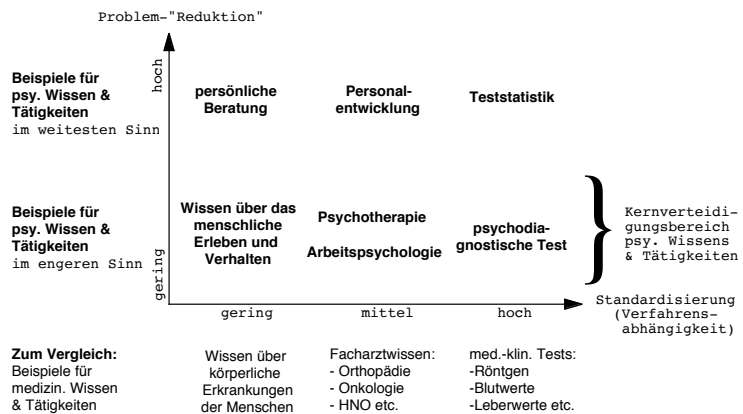 Problem-"Reduktion"
hoch
Beispiele für
psy. Wissen &
Tätigkeiten
im weitesten Sinn
persönliche
Beratung
Personal-
entwicklung
Teststatistik
Beispiele für
psy. Wissen &
Tätigkeiten
im engeren Sinn
gering
Wissen über das
menschliche
Erleben und
Verhalten
Psychotherapie
Arbeitspsychologie
psychodia-
gnostische Test
}
Kernverteidi-
gungsbereich
psy. Wissens
& Tätigkeiten
gering
mittel
hoch
Standardisierung
(Verfahrens-
abhängigkeit)
Zum Vergleich:
Beispiele für
medizin. Wissen
& Tätigkeiten
Wissen über
körperliche
Erkrankungen
der Menschen
Facharztwissen:
- Orthopädie
- Onkologie
- HNO etc.
med.-klin. Tests:
-Röntgen
-Blutwerte
-Leberwerte etc.